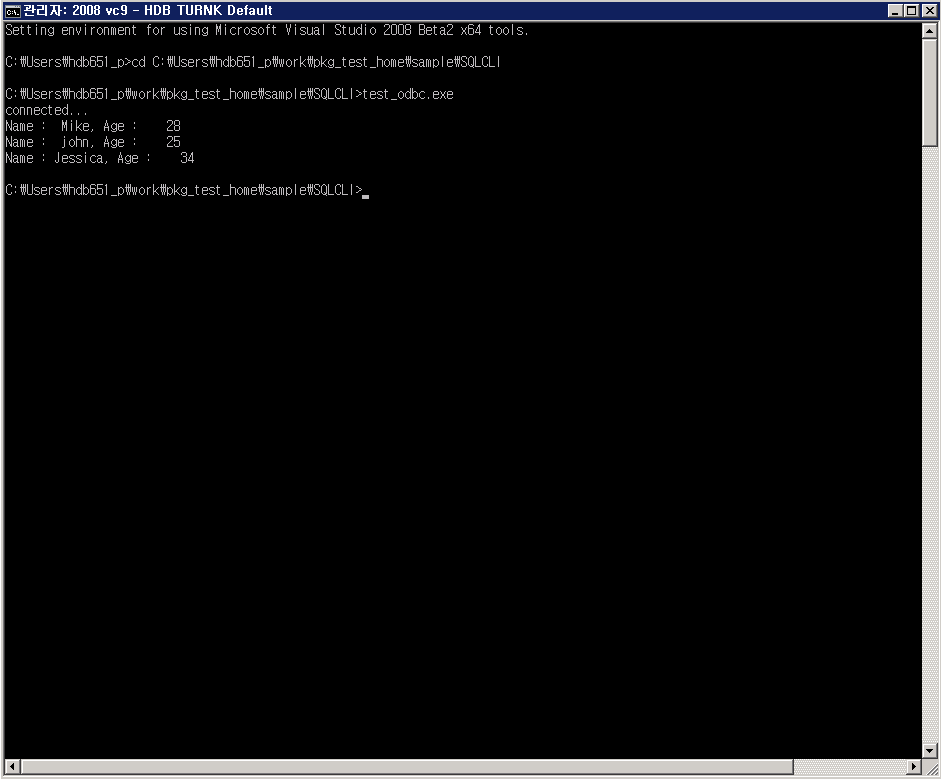 관리자: 2008 vc9 - HDB TURNK Default
Setting environment for using Microsoft Visual Studio 2008 Beta2 x64 tools.
C:₩Users₩hdb651_p>cd C:₩Users₩hdb651_p₩work₩pkg_test_home₩sample₩SQLCLI
C:₩Users₩hdb651_p₩work₩pkg_test_home₩sample₩SQLCLI>test_odbc.exe
connected...
Name :  Mike, Age :    28
Name :  john, Age :    25
Name : Jessica, Age :    34
C:₩Users₩hdb651_p₩work₩pkg_test_home₩sample₩SQLCLI>